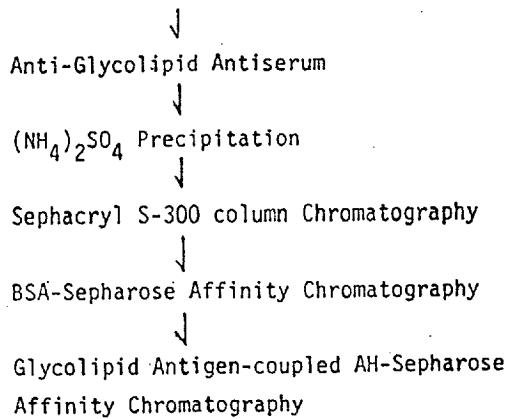 Anti-Glycolipid Antiserum
(NH4)2SO4 Precipitation
Sephacryl S-300 column Chromatography
BSA-Sepharose Affinity Chromatography
Glycolipid Antigen-coupled AH-Sepharose
Affinity Chromatography